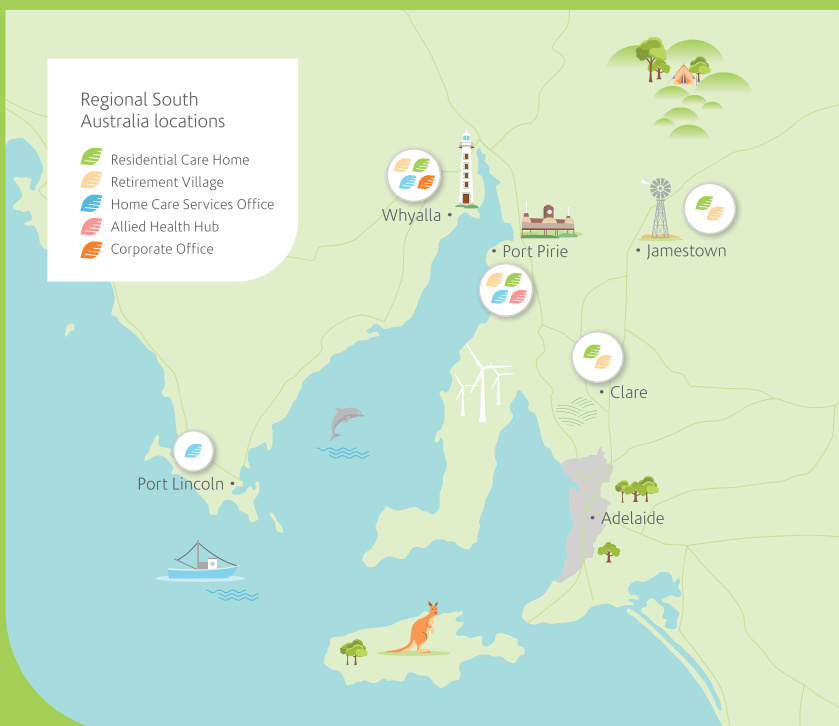 Regional South
Australia locations
Residential Care Home
Retirement Village
Home Care Services Office
Allied Health Hub
Corporate Office
Whyalla
Port Pirie
Jamestown
Clare
Port Lincoln
Adelaide